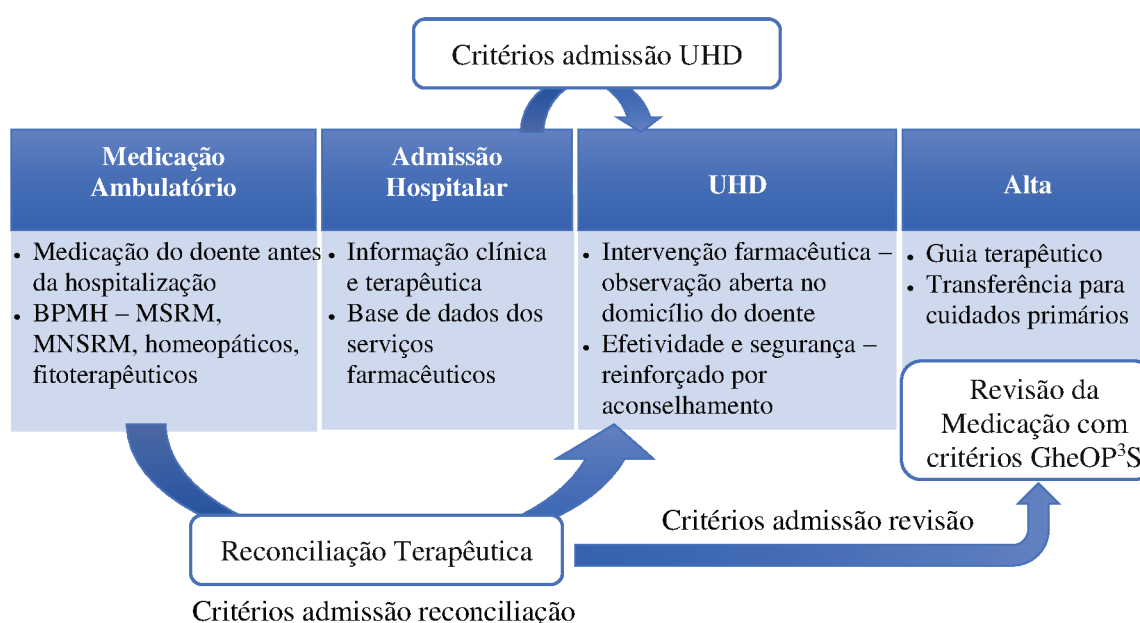 Critérios admissão UHD
Medicação
Ambulatório
Admissão
Hospitalar
UHD
Alta
• Medicação do doente antes
da hospitalização
• BPMH – MSRM,
MNSRM, homeopáticos,
fitoterapêuticos
• Informação clínica
e terapêutica
• Base de dados dos
serviços
farmacêuticos
• Intervenção farmacêutica –
observação aberta no
domicílio do doente
• Efetividade e segurança –
reinforçado por
aconselhamento
• Guia terapêutico
• Transferência para
cuidados primários
Revisão da
Medicação com
critérios GheOP³S
Critérios admissão revisão
Reconciliação Terapêutica
Critérios admissão reconciliação